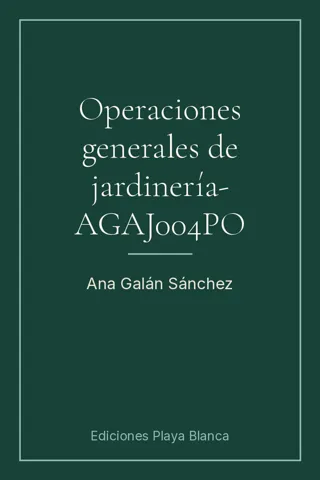 Operaciones
generales de
jardinería-
AGAJ004PO
Ana Galán Sánchez
Ediciones Playa Blanca